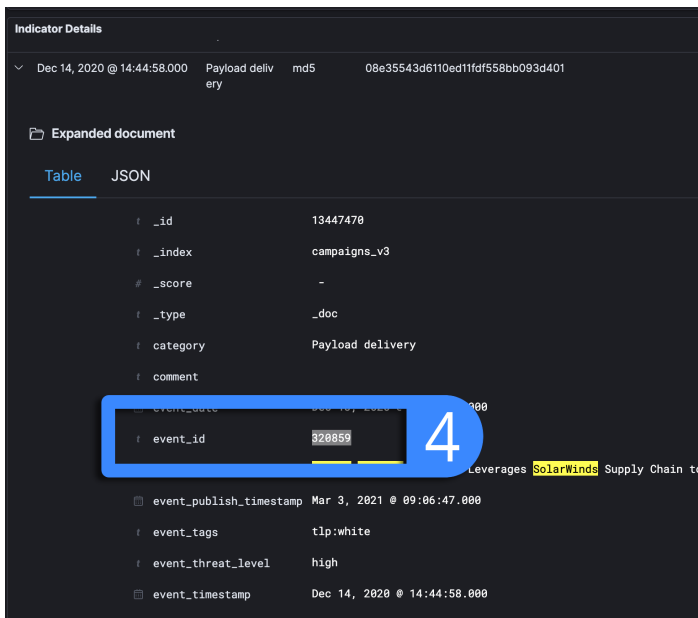 Indicator Details
Dec 14, 2020 @ 14:44:58.000 Payload deliv md5 08e35543d6110ed11fdf558bb093d401
ery
Expanded document
Table JSON
t _id 13447470
t _index campaigns_v3
# _score -
t _type _doc
t category Payload delivery
t comment
event_date 000
t event_id 320859 4
Leverages SolarWinds Supply Chain to
event_publish_timestamp Mar 3, 2021 @ 09:06:47.000
t event_tags tlp:white
t event_threat_level high
event_timestamp Dec 14, 2020 @ 14:44:58.000